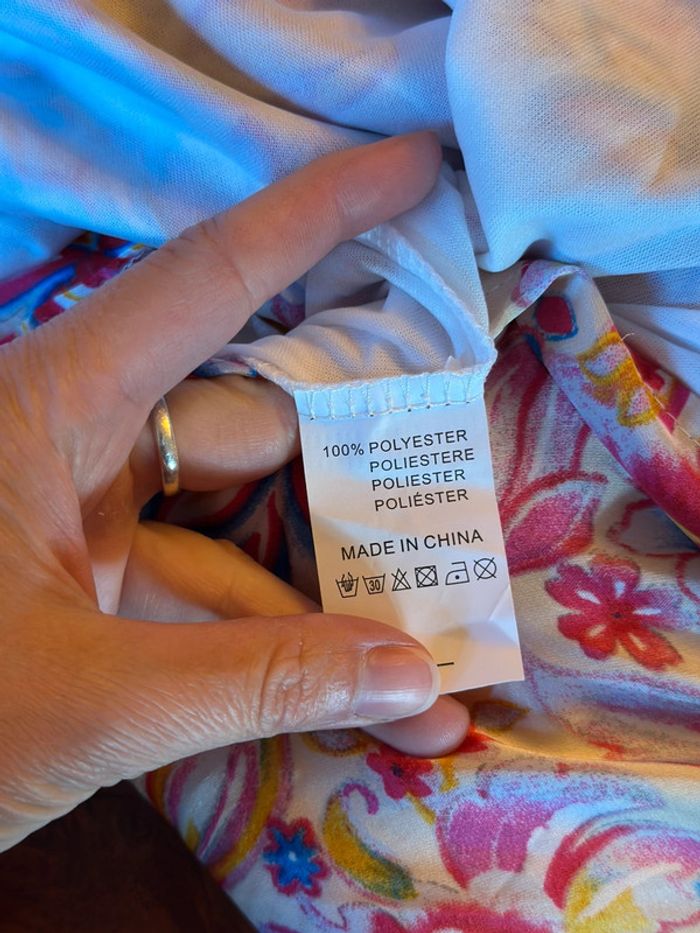 100% POLYESTER
POLIESTERE
POLIESTER
POLIÉSTER
MADE IN CHINA
30